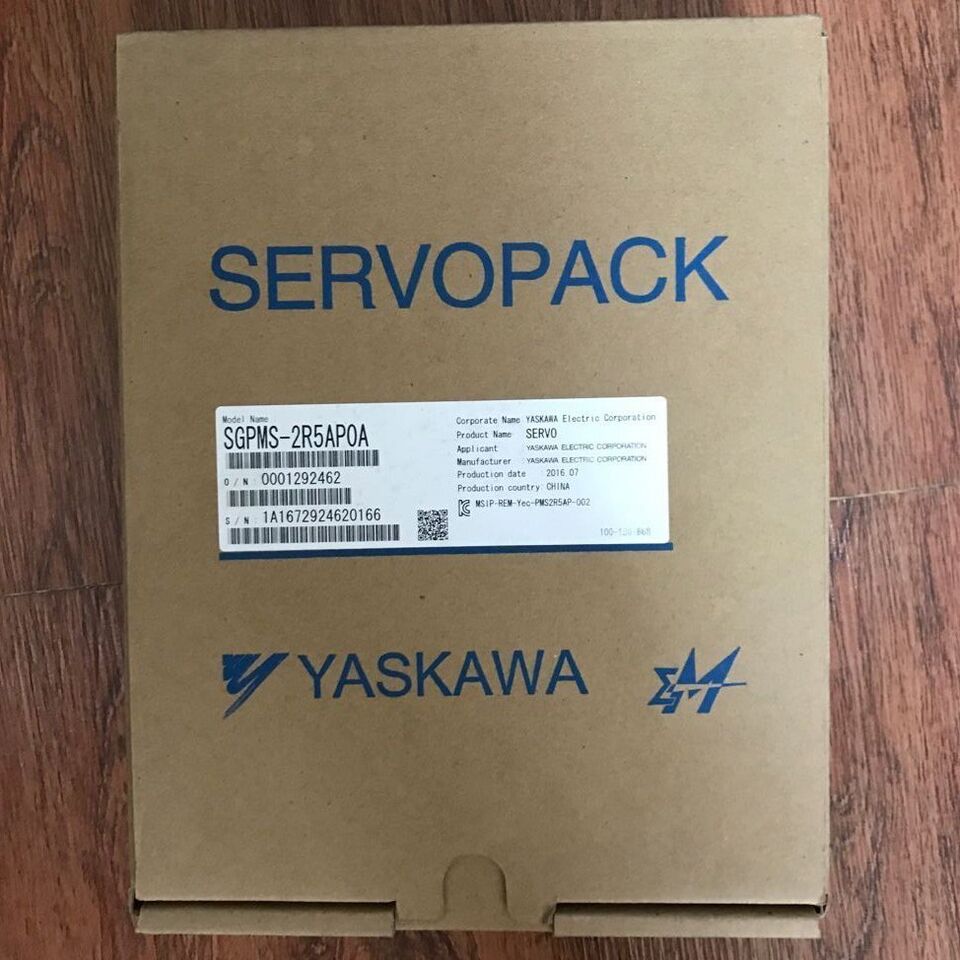 SERVOPACK
Model Name
SGPMS-2R5AP0A
O/N: 0001292462
S/N: 1A1672924620166
Corporate Name YASKAWA Electric Corporation
Product Name SERVO
Applicant YASKAWA ELECTRIC CORPORATION
Manufacturer YASKAWA ELECTRIC CORPORATION
Production date 2016.07
Production country: CHINA
MSIP-REM-Yec-PMS2R5AP-002
YASKAWA